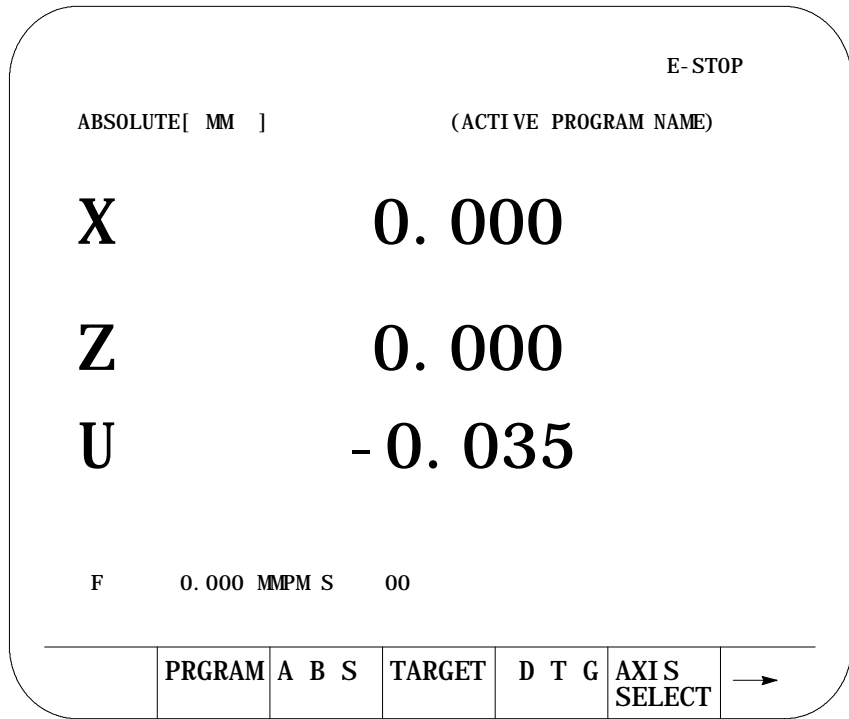 E-STOP
ABSOLUTE[ MM ] (ACTIVE PROGRAM NAME)
X 0.000
Z 0.000
U -0.035
F 0.000 MMPM S 00
PRGRAM A B S TARGET D T G AXIS SELECT